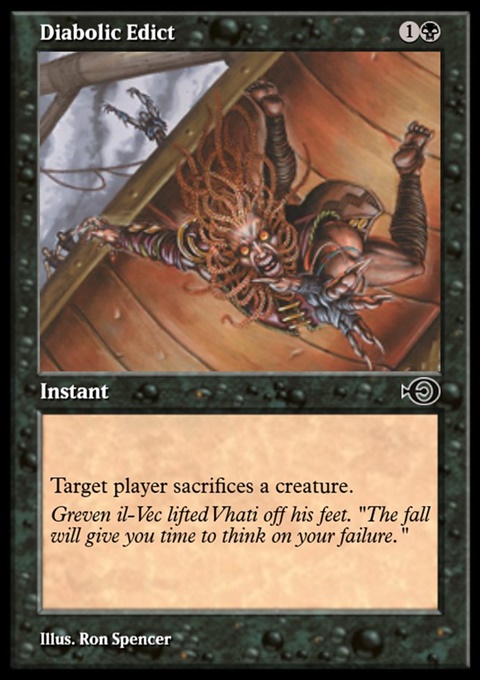 Diabolic Edict 1
Instant
Target player sacrifices a creature.
Greven il-Vec lifted Vhati off his feet. "The fall
will give you time to think on your failure."
Illus. Ron Spencer